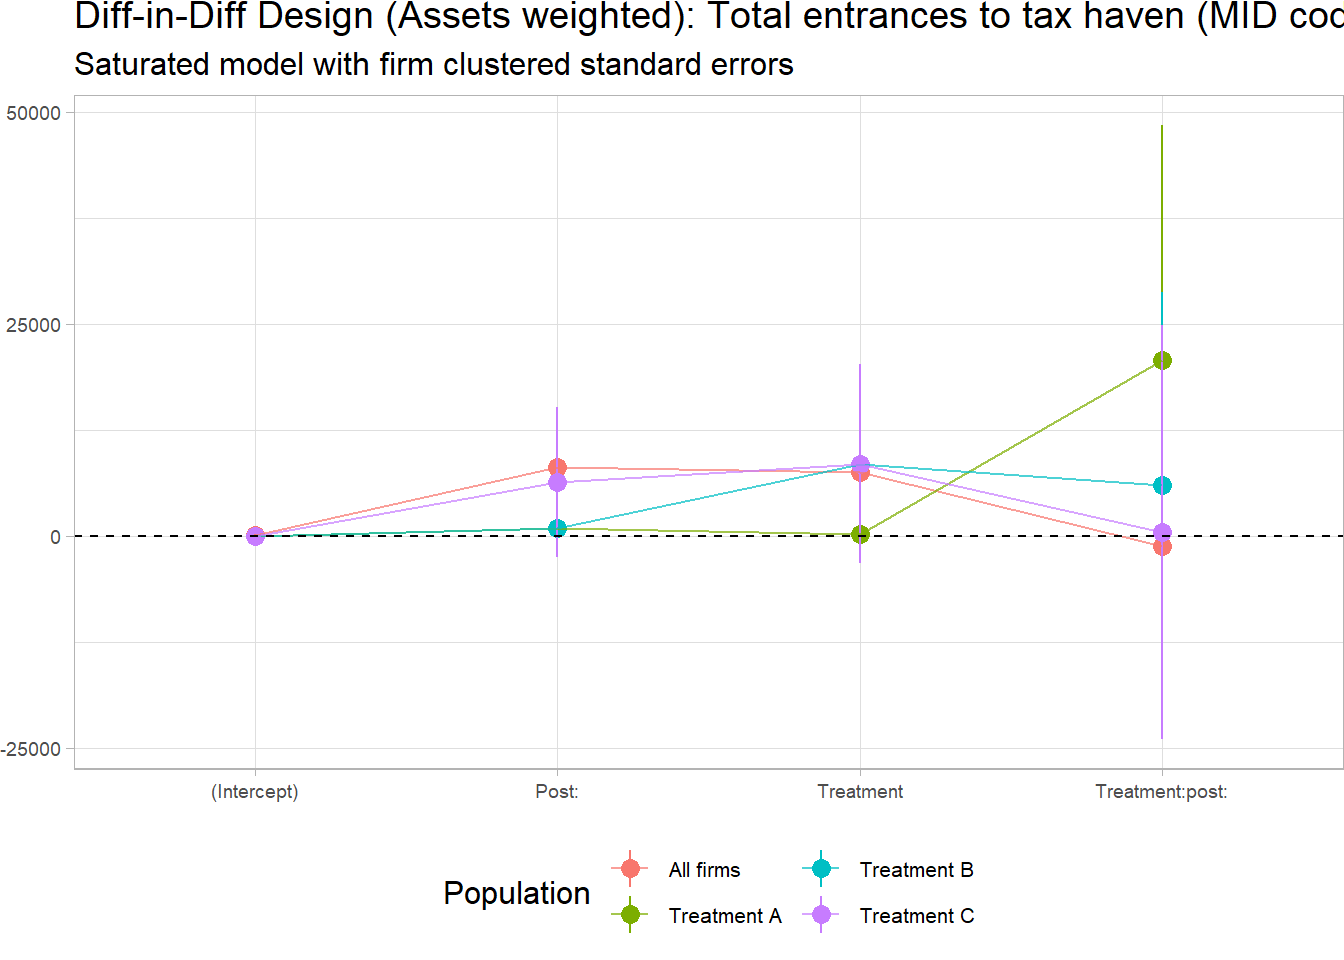 Diff-in-Diff Design (Assets weighted): Total entrances to tax haven (MID
Saturated model with firm clustered standard errors
50000
25000
0
-25000
(Intercept)
Post:
Treatment
Treatment:post:
Population
All firms
Treatment B
Treatment A
Treatment C